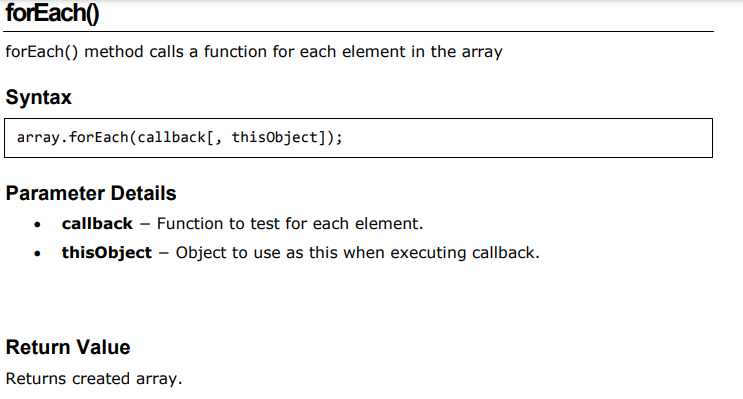 forEach()
forEach() method calls a function for each element in the array
Syntax
array.forEach(callback[, thisObject]);
Parameter Details
• callback – Function to test for each element.
• thisObject – Object to use as this when executing callback.
Return Value
Returns created array.